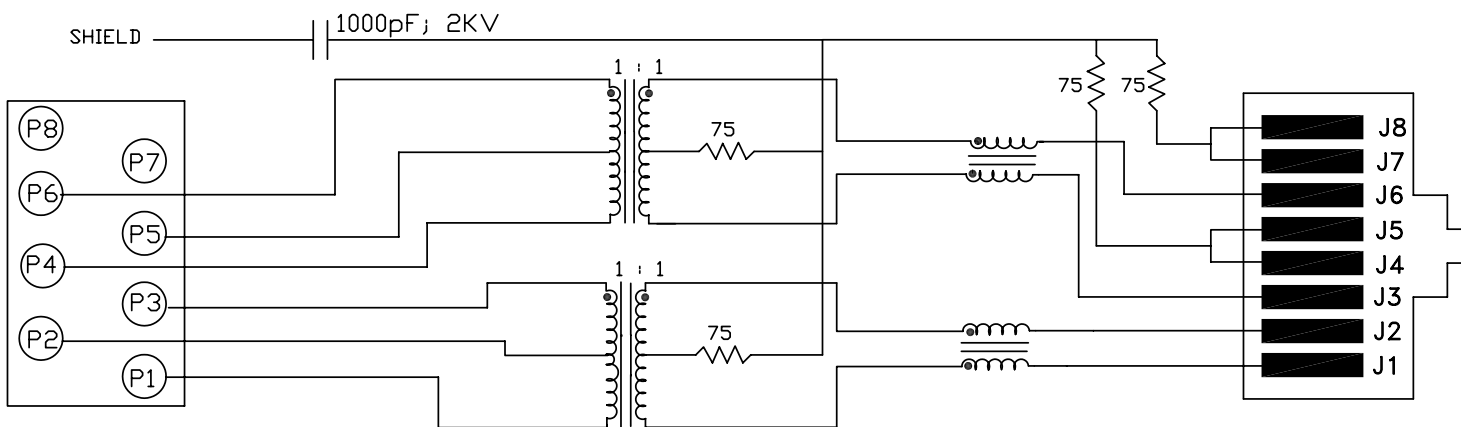 1000pF; 2KV
SHIELD
1 : 1
75
75
P8
J8
75
P7
J7
P6
J6
P5
J5
P4
J4
1 : 1
P3
J3
P2
75
J2
J1
P1